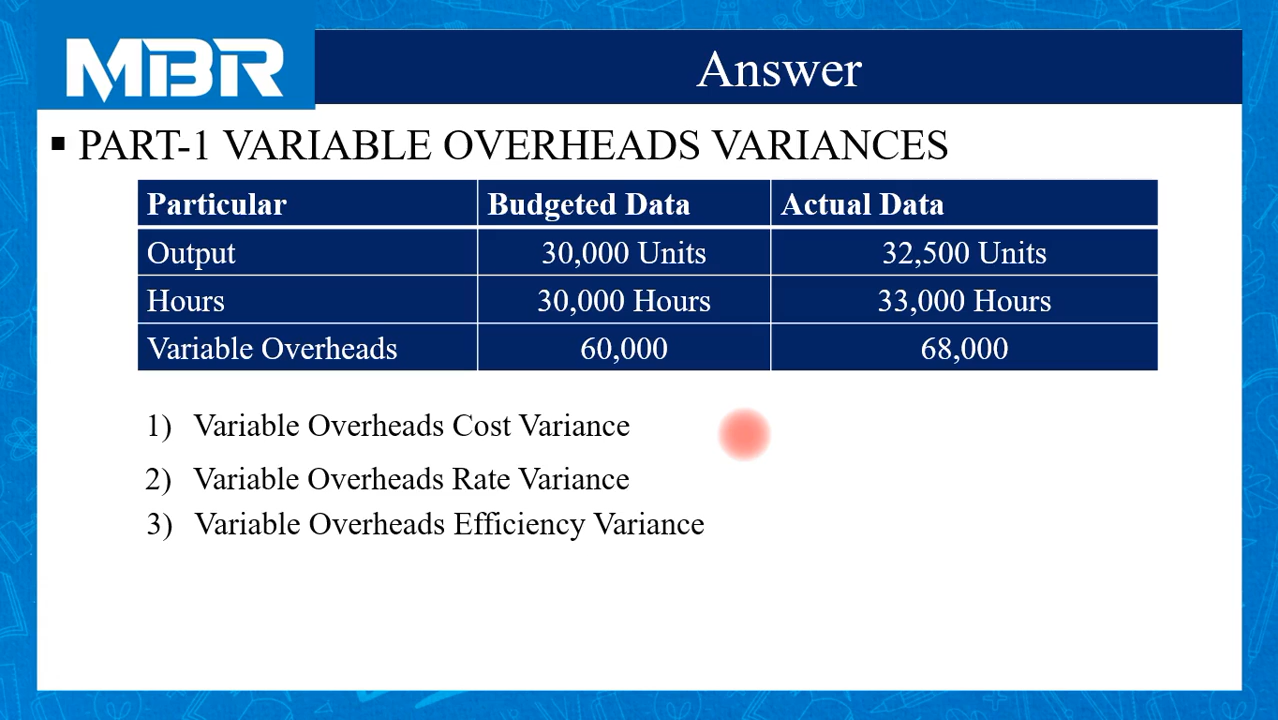 MBR
Answer
▪ PART-1 VARIABLE OVERHEADS VARIANCES
Particular Budgeted Data Actual Data
Output 30,000 Units 32,500 Units
Hours 30,000 Hours 33,000 Hours
Variable Overheads 60,000 68,000
1) Variable Overheads Cost Variance
2) Variable Overheads Rate Variance
3) Variable Overheads Efficiency Variance